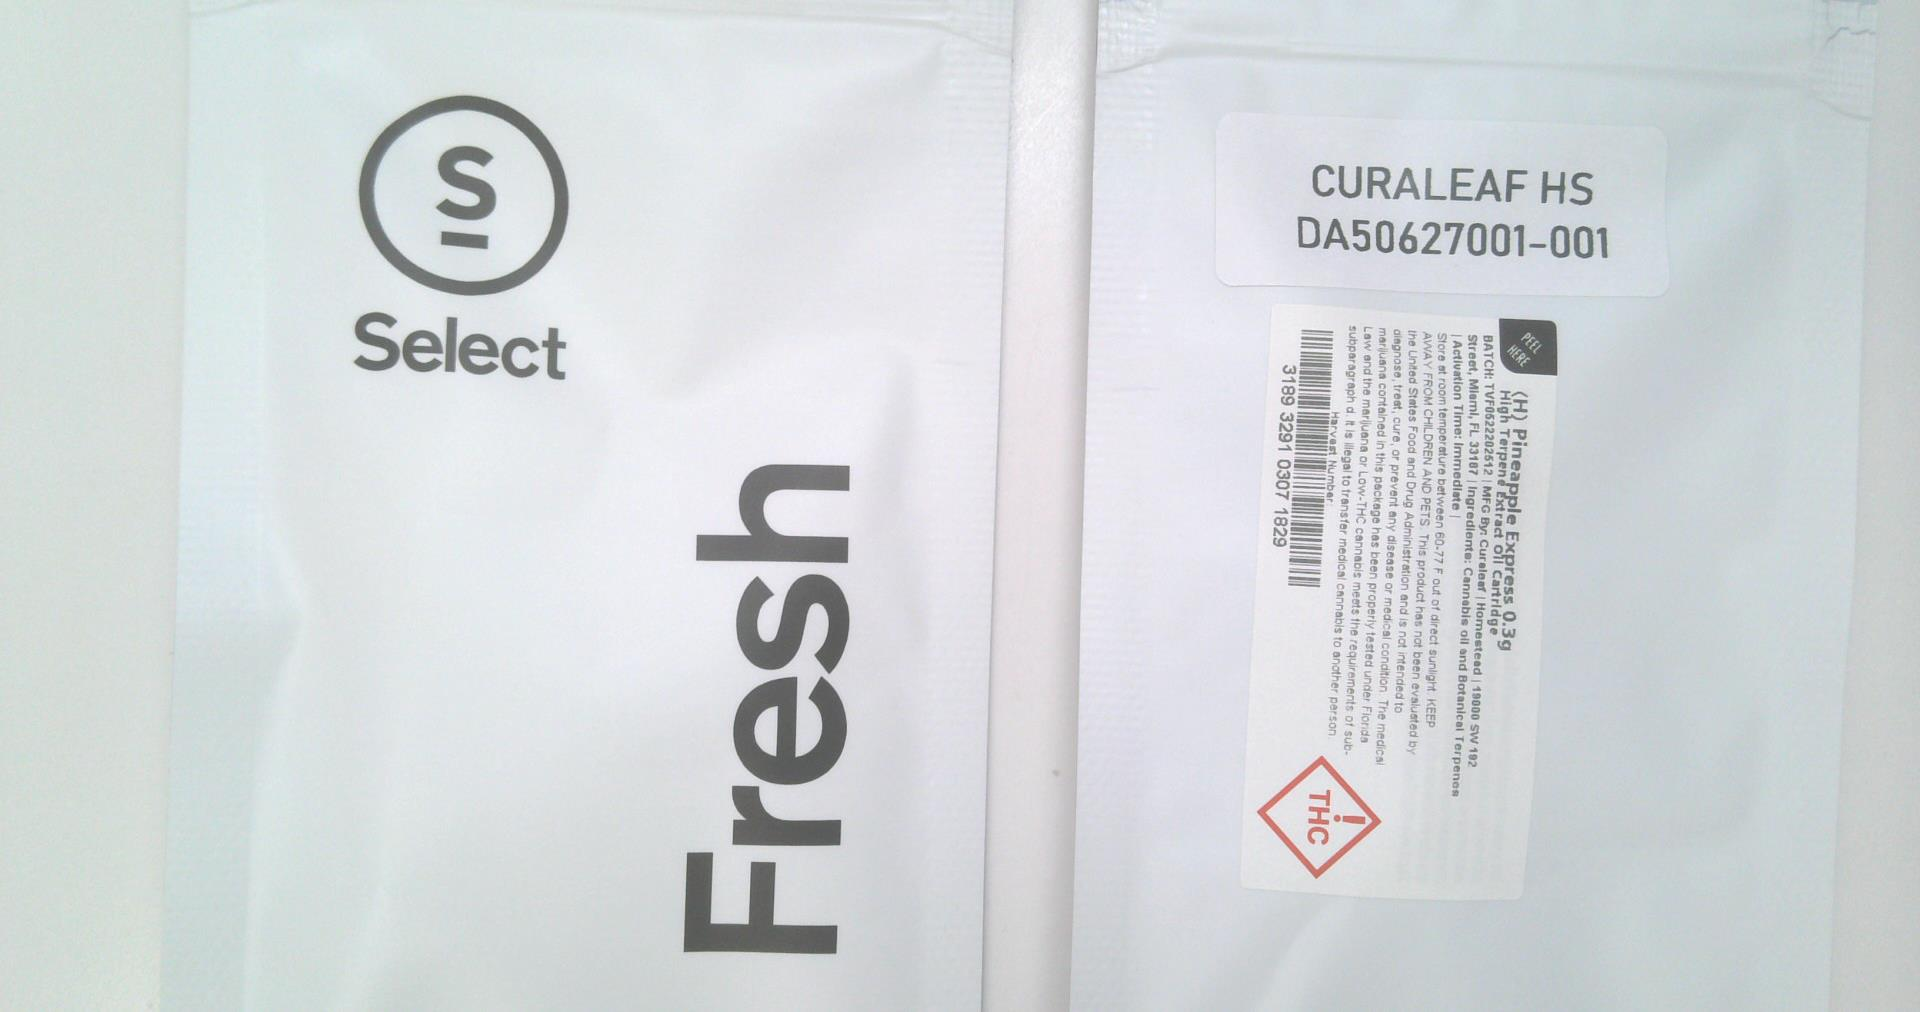 S
Select
Fresh
CURALEAF HS
DA50627001-001
PEEL
HERE
(H) Pineapple Express 0.3g
High Terpene Extract Oil Cartridge
BATCH: TVF0622202512 | MFG By: Curaleaf | Homestead | 19000 SW 192
Street, Miami, FL 33187 | Ingredients: Cannabis oil and Botanical Terpenes
| Activation Time: Immediate |
Store at room temperature between 60-77 F out of direct sunlight. KEEP
AWAY FROM CHILDREN AND PETS. This product has not been evaluated by
the United States Food and Drug Administration and is not intended to
diagnose, treat, cure, or prevent any disease or medical condition. The medical
marijuana contained in this package has been properly tested under Florida
Law and the marijuana or Low-THC cannabis meets the requirements of sub-
subparagraph d. It is illegal to transfer medical cannabis to another person.
Harvest Number:
3189 3291 0307 1829
!
THC